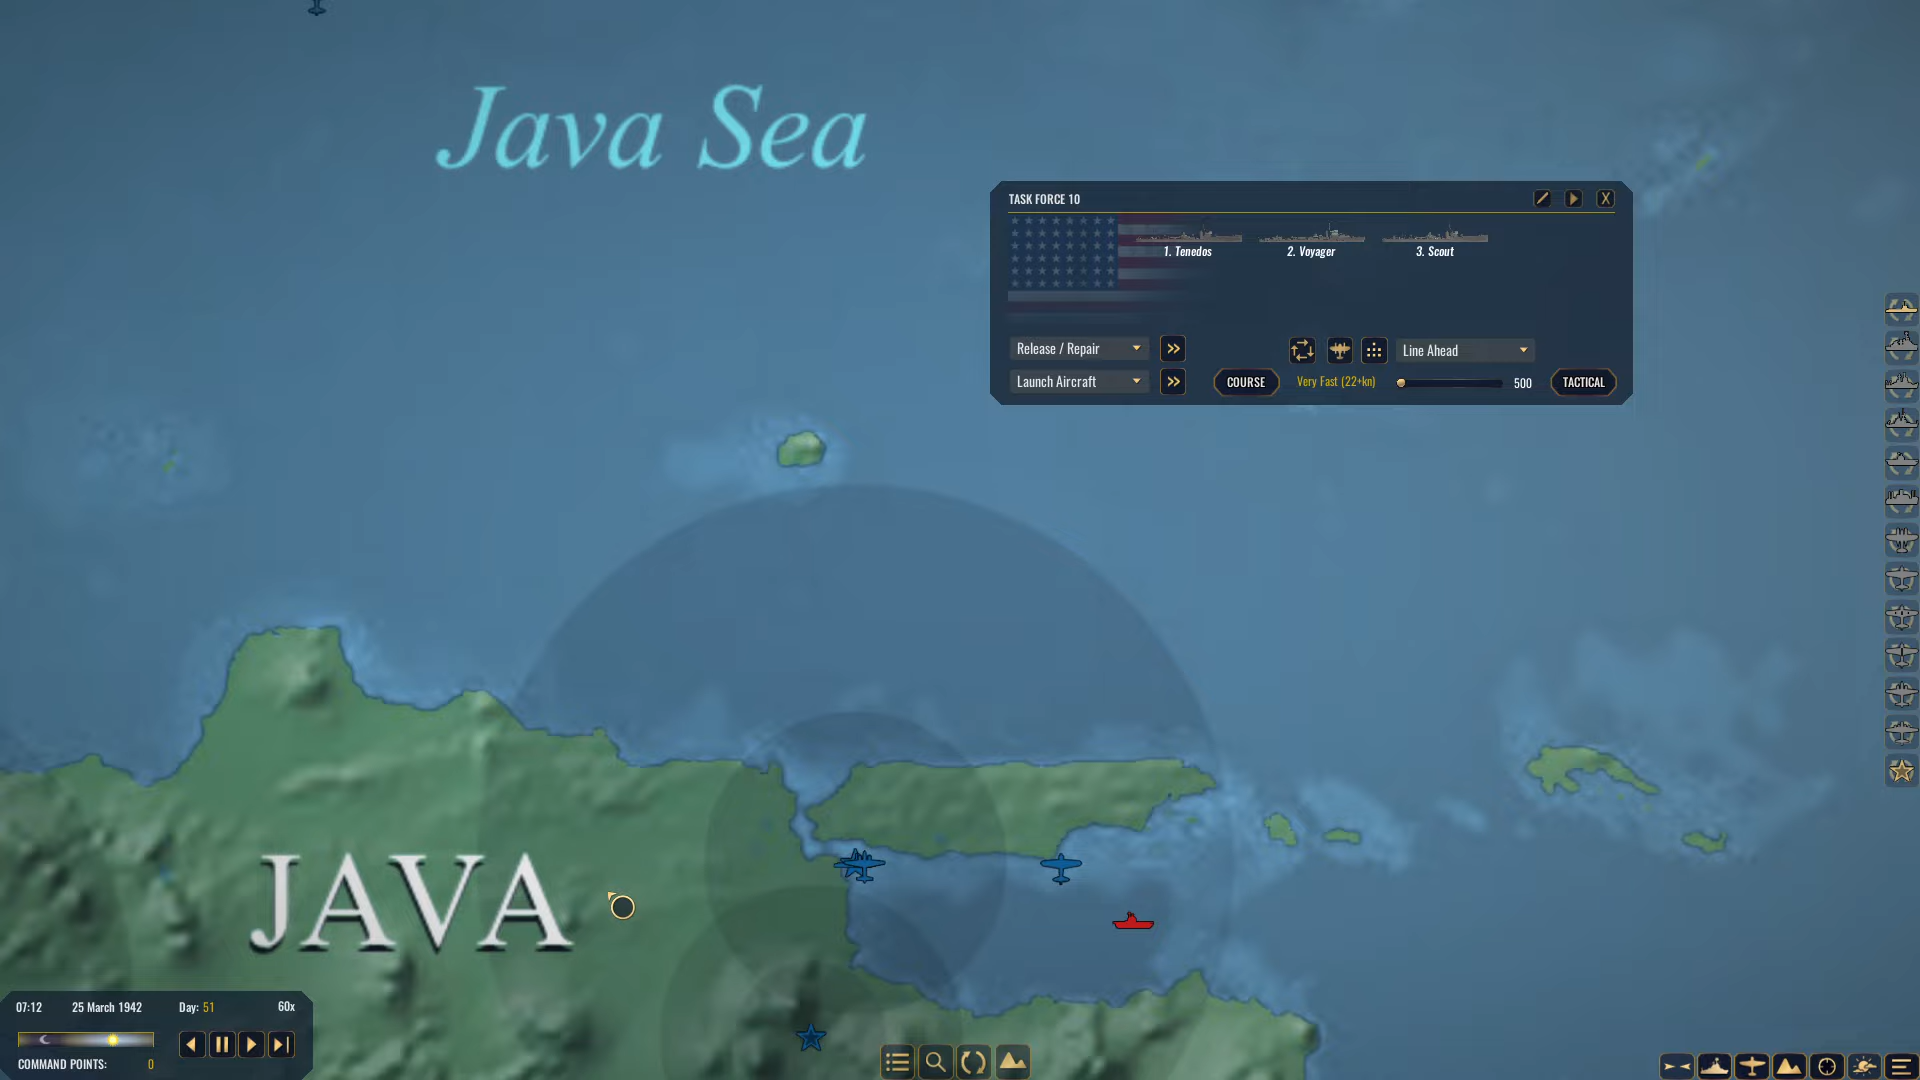 Java Sea
TASK FORCE 10
X
1. Tenedos
2. Voyager
3. Scout
Release / Repair
Line Ahead
Launch Aircraft
COURSE
Very Fast (22+kn)
500
TACTICAL
JAVA
07:12
25 March 1942
Day: 51
60x
COMMAND POINTS:
0